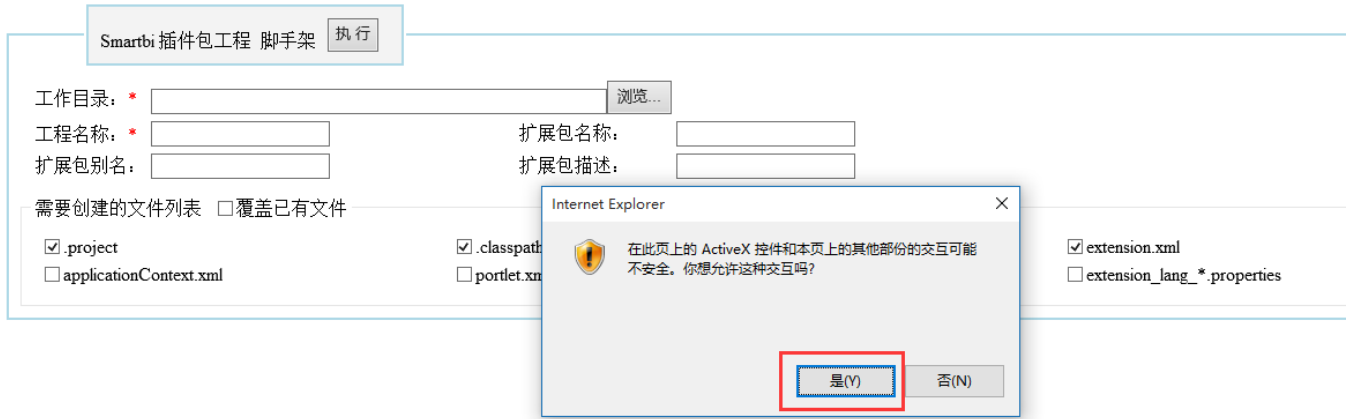 Smartbi 插件包工程 脚手架 执 行
工作目录：* 浏览...
工程名称：* 扩展包名称：
扩展包别名： 扩展包描述：
需要创建的文件列表 覆盖已有文件
.project .classpath extension.xml
applicationContext.xml extension_lang_*.properties
Internet Explorer
在此页上的 ActiveX 控件和本页上的其他部份的交互可能
不安全。你想允许这种交互吗?
是(Y) 否(N)